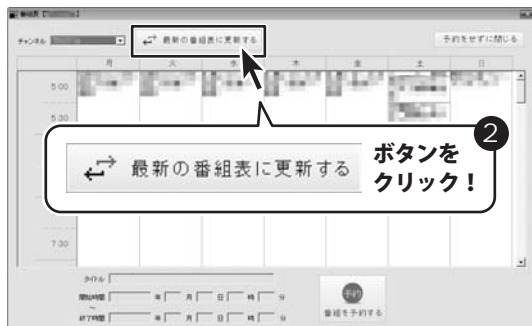 番組表 [
チャンネル
最新の番組表に更新する
予約をせずに閉じる
月 火 水 木 金 土 日
5:00
5:30
最新の番組表に更新する
ボタンを
クリック！
2
7:30
タイトル
開始時間 年 月 日 時 分
～
終了時間 年 月 日 時 分
予約
番組を予約する